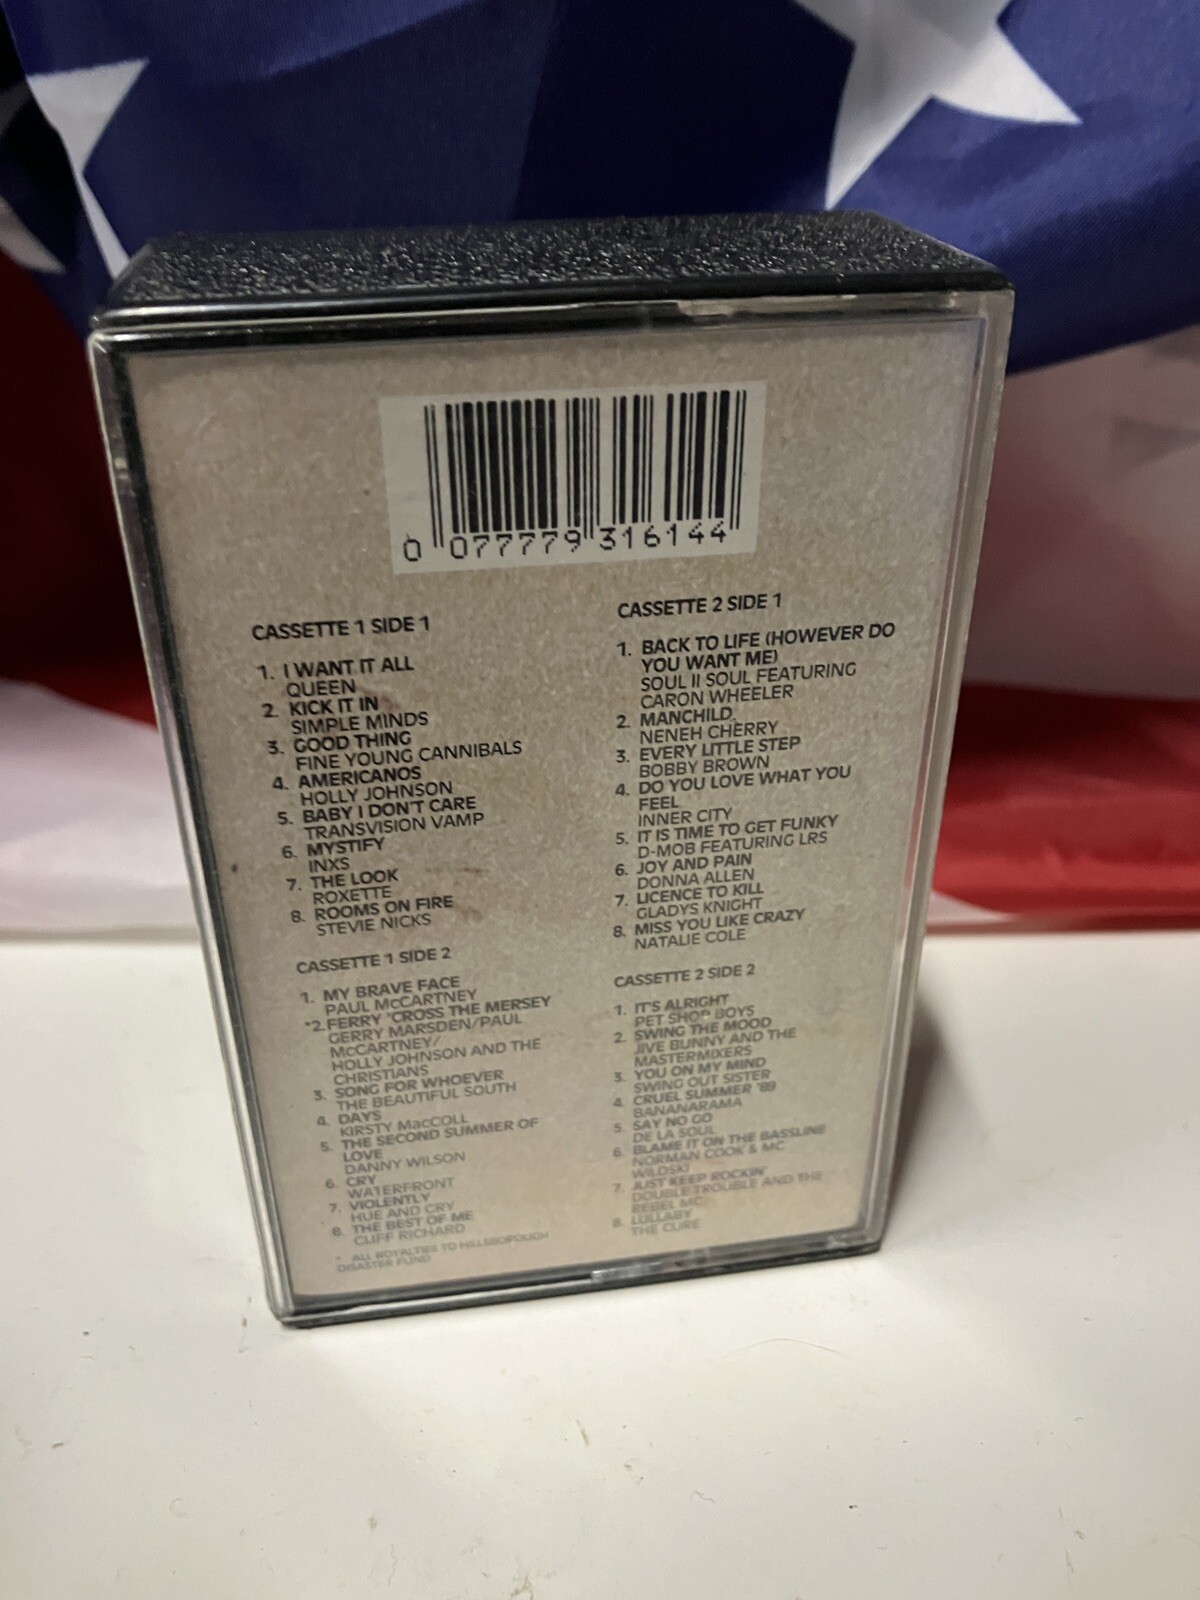 0 077779 316144
CASSETTE 1 SIDE 1
1. I WANT IT ALL
QUEEN
2. KICK IT IN
SIMPLE MINDS
3. GOOD THING
FINE YOUNG CANNIBALS
4. AMERICANOS
HOLLY JOHNSON
5. BABY I DON'T CARE
TRANSVISION VAMP
6. MYSTIFY
INXS
7. THE LOOK
ROXETTE
8. ROOMS ON FIRE
STEVIE NICKS
CASSETTE 1 SIDE 2
1. MY BRAVE FACE
PAUL McCARTNEY
*2. FERRY 'CROSS THE MERSEY
GERRY MARSDEN/PAUL
McCARTNEY/
HOLLY JOHNSON AND THE
CHRISTIANS
3. SONG FOR WHOEVER
THE BEAUTIFUL SOUTH
4. DAYS
KIRSTY MacCOLL
5. THE SECOND SUMMER OF
LOVE
DANNY WILSON
6. CRY
WATERFRONT
7. VIOLENTLY
HUE AND CRY
8. THE BEST OF ME
CLIFF RICHARD
* ALL ROYALTIES TO HILLSBOROUGH
DISASTER FUND
CASSETTE 2 SIDE 1
1. BACK TO LIFE (HOWEVER DO
YOU WANT ME)
SOUL II SOUL FEATURING
CARON WHEELER
2. MANCHILD
NENEH CHERRY
3. EVERY LITTLE STEP
BOBBY BROWN
4. DO YOU LOVE WHAT YOU
FEEL
INNER CITY
5. IT IS TIME TO GET FUNKY
D-MOB FEATURING LRS
6. JOY AND PAIN
DONNA ALLEN
7. LICENCE TO KILL
GLADYS KNIGHT
8. MISS YOU LIKE CRAZY
NATALIE COLE
CASSETTE 2 SIDE 2
1. IT'S ALRIGHT
PET SHOP BOYS
2. SWING THE MOOD
JIVE BUNNY AND THE
MASTERMIXERS
3. YOU ON MY MIND
SWING OUT SISTER
4. CRUEL SUMMER '89
BANANARAMA
5. SAY NO GO
DE LA SOUL
6. BLAME IT ON THE BASSLINE
NORMAN COOK & MC
WILDSKI
7. JUST KEEP ROCKIN'
DOUBLE TROUBLE AND THE
REBEL MC
8. LULLABY
THE CURE